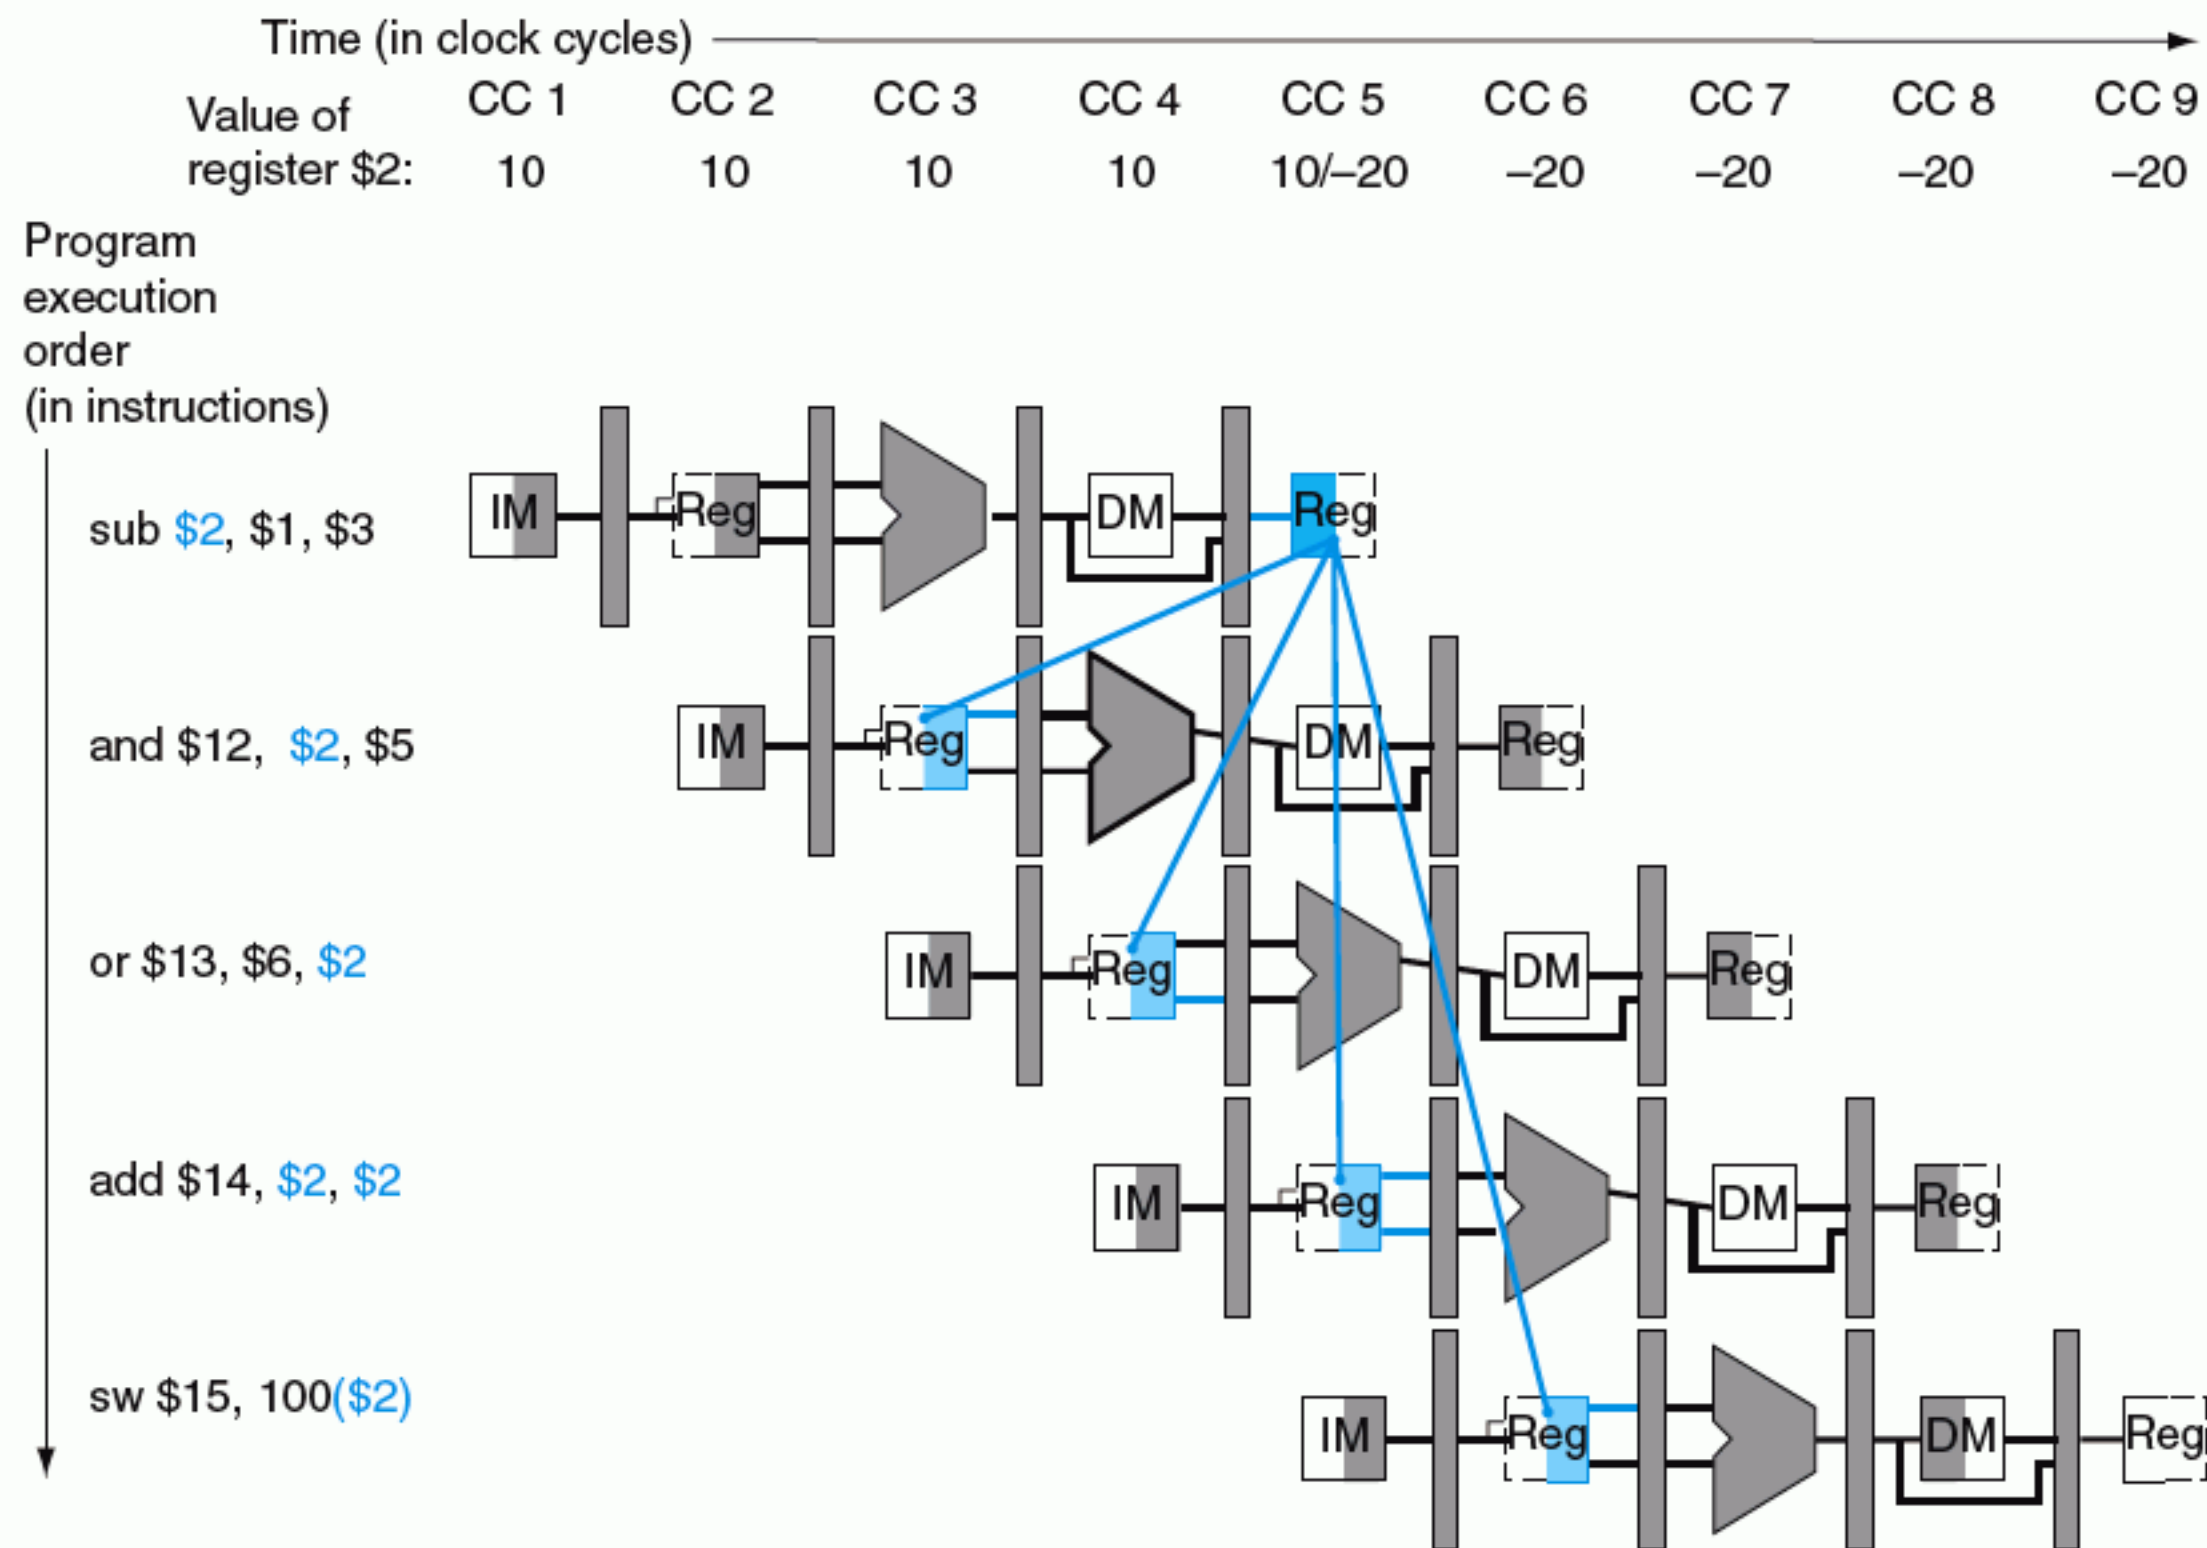 Time (in clock cycles)
CC 1 CC 2 CC 3 CC 4 CC 5 CC 6 CC 7 CC 8 CC 9
Value of
register $2: 10 10 10 10 10/–20 –20 –20 –20 –20
Program
execution
order
(in instructions)
sub $2, $1, $3 IM Reg DM Reg
and $12, $2, $5 IM Reg DM Reg
or $13, $6, $2 IM Reg DM Reg
add $14, $2, $2 IM Reg DM Reg
sw $15, 100($2) IM Reg DM Reg